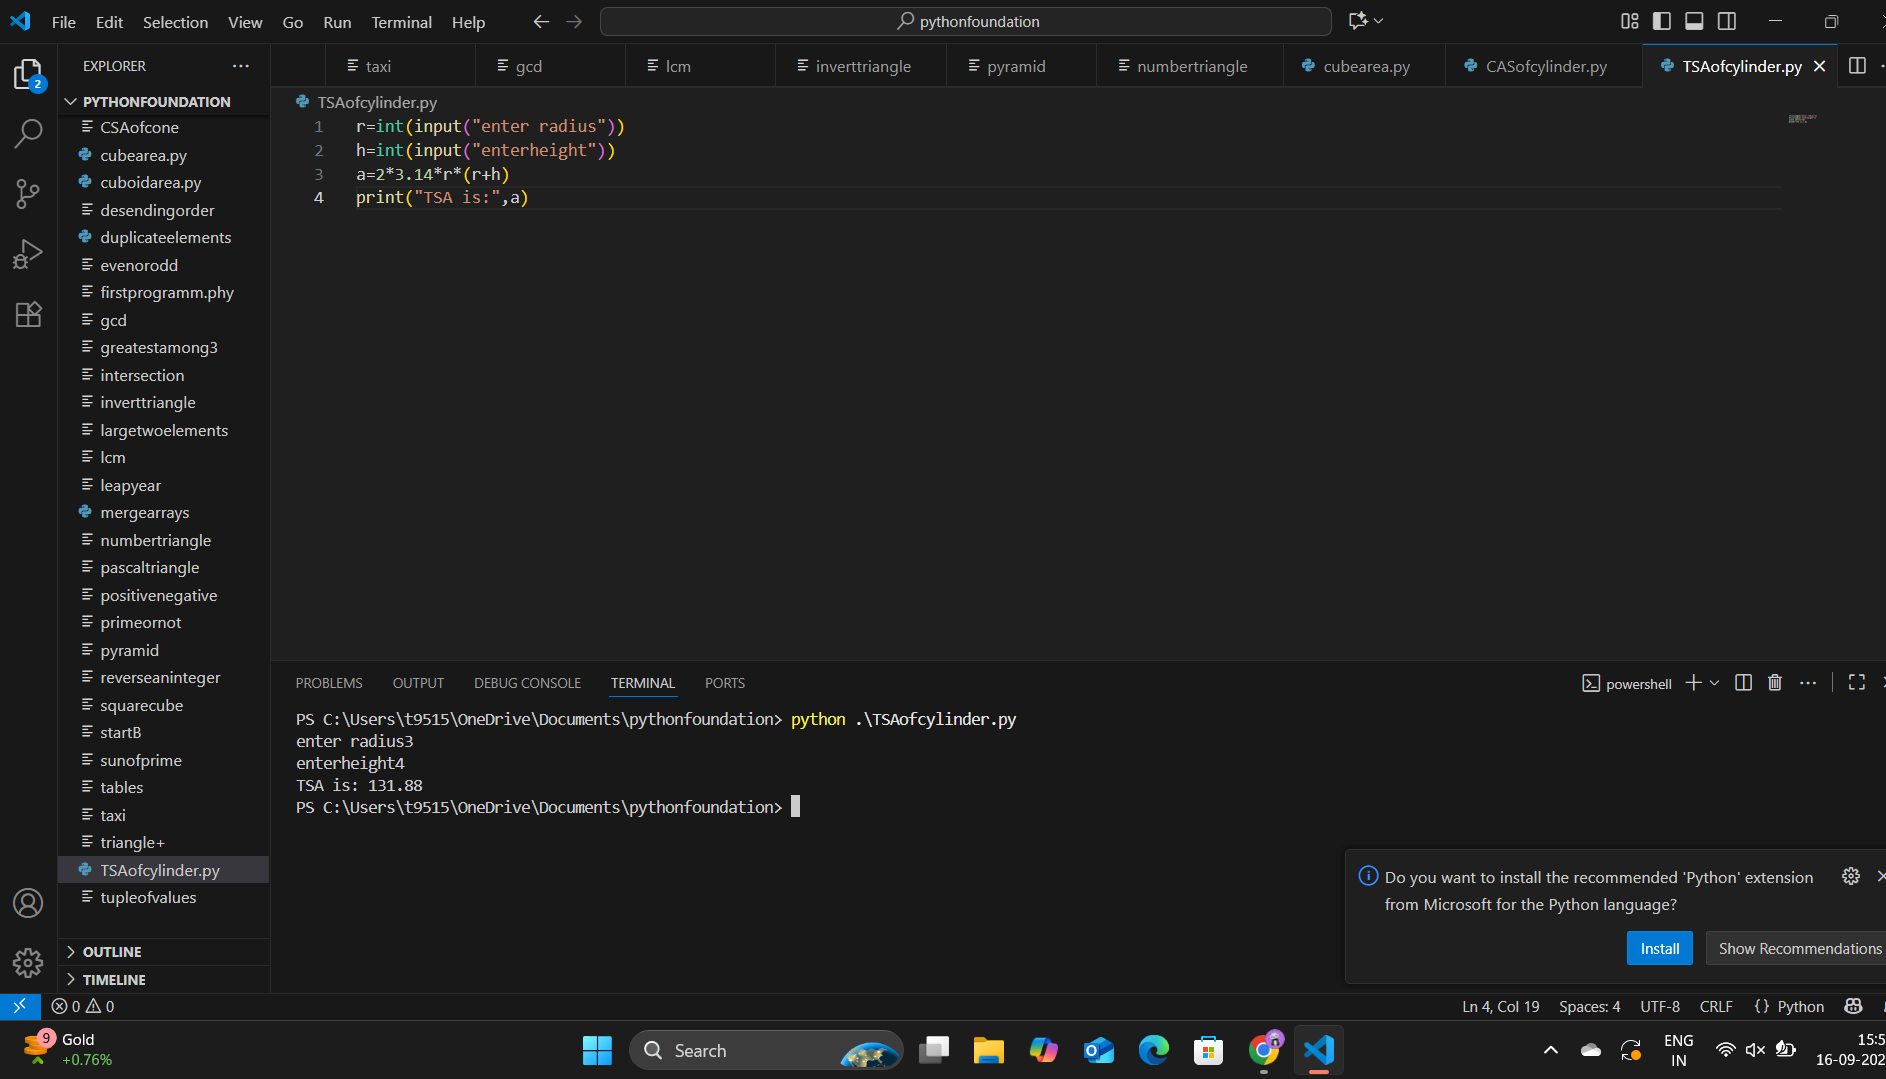 File Edit Selection View Go Run Terminal Help
pythonfoundation
2
EXPLORER
PYTHONFOUNDATION
CSAofcone
cubearea.py
cuboidarea.py
desendingorder
duplicateelements
evenorodd
firstprogramm.phy
gcd
greatestamong3
intersection
inverttriangle
largetwoelements
lcm
leapyear
mergearrays
numbertriangle
pascaltriangle
positivenegative
primeornot
pyramid
reverseaninteger
squarecube
startB
sunofprime
tables
taxi
triangle+
TSAofcylinder.py
tupleofvalues
OUTLINE
TIMELINE
taxi gcd lcm inverttriangle pyramid numbertriangle cubearea.py CASofcylinder.py TSAofcylinder.py
TSAofcylinder.py
1 r=int(input("enter radius"))
2 h=int(input("enterheight"))
3 a=2*3.14*r*(r+h)
4 print("TSA is:",a)
PROBLEMS OUTPUT DEBUG CONSOLE TERMINAL PORTS
powershell
PS C:\Users\t9515\OneDrive\Documents\pythonfoundation> python .\TSAofcylinder.py
enter radius3
enterheight4
TSA is: 131.88
PS C:\Users\t9515\OneDrive\Documents\pythonfoundation>
Do you want to install the recommended 'Python' extension
from Microsoft for the Python language?
Install Show Recommendations
0 0
Ln 4, Col 19 Spaces: 4 UTF-8 CRLF {} Python
9
Gold
+0.76%
Search
ENG
IN
15:5
16-09-202